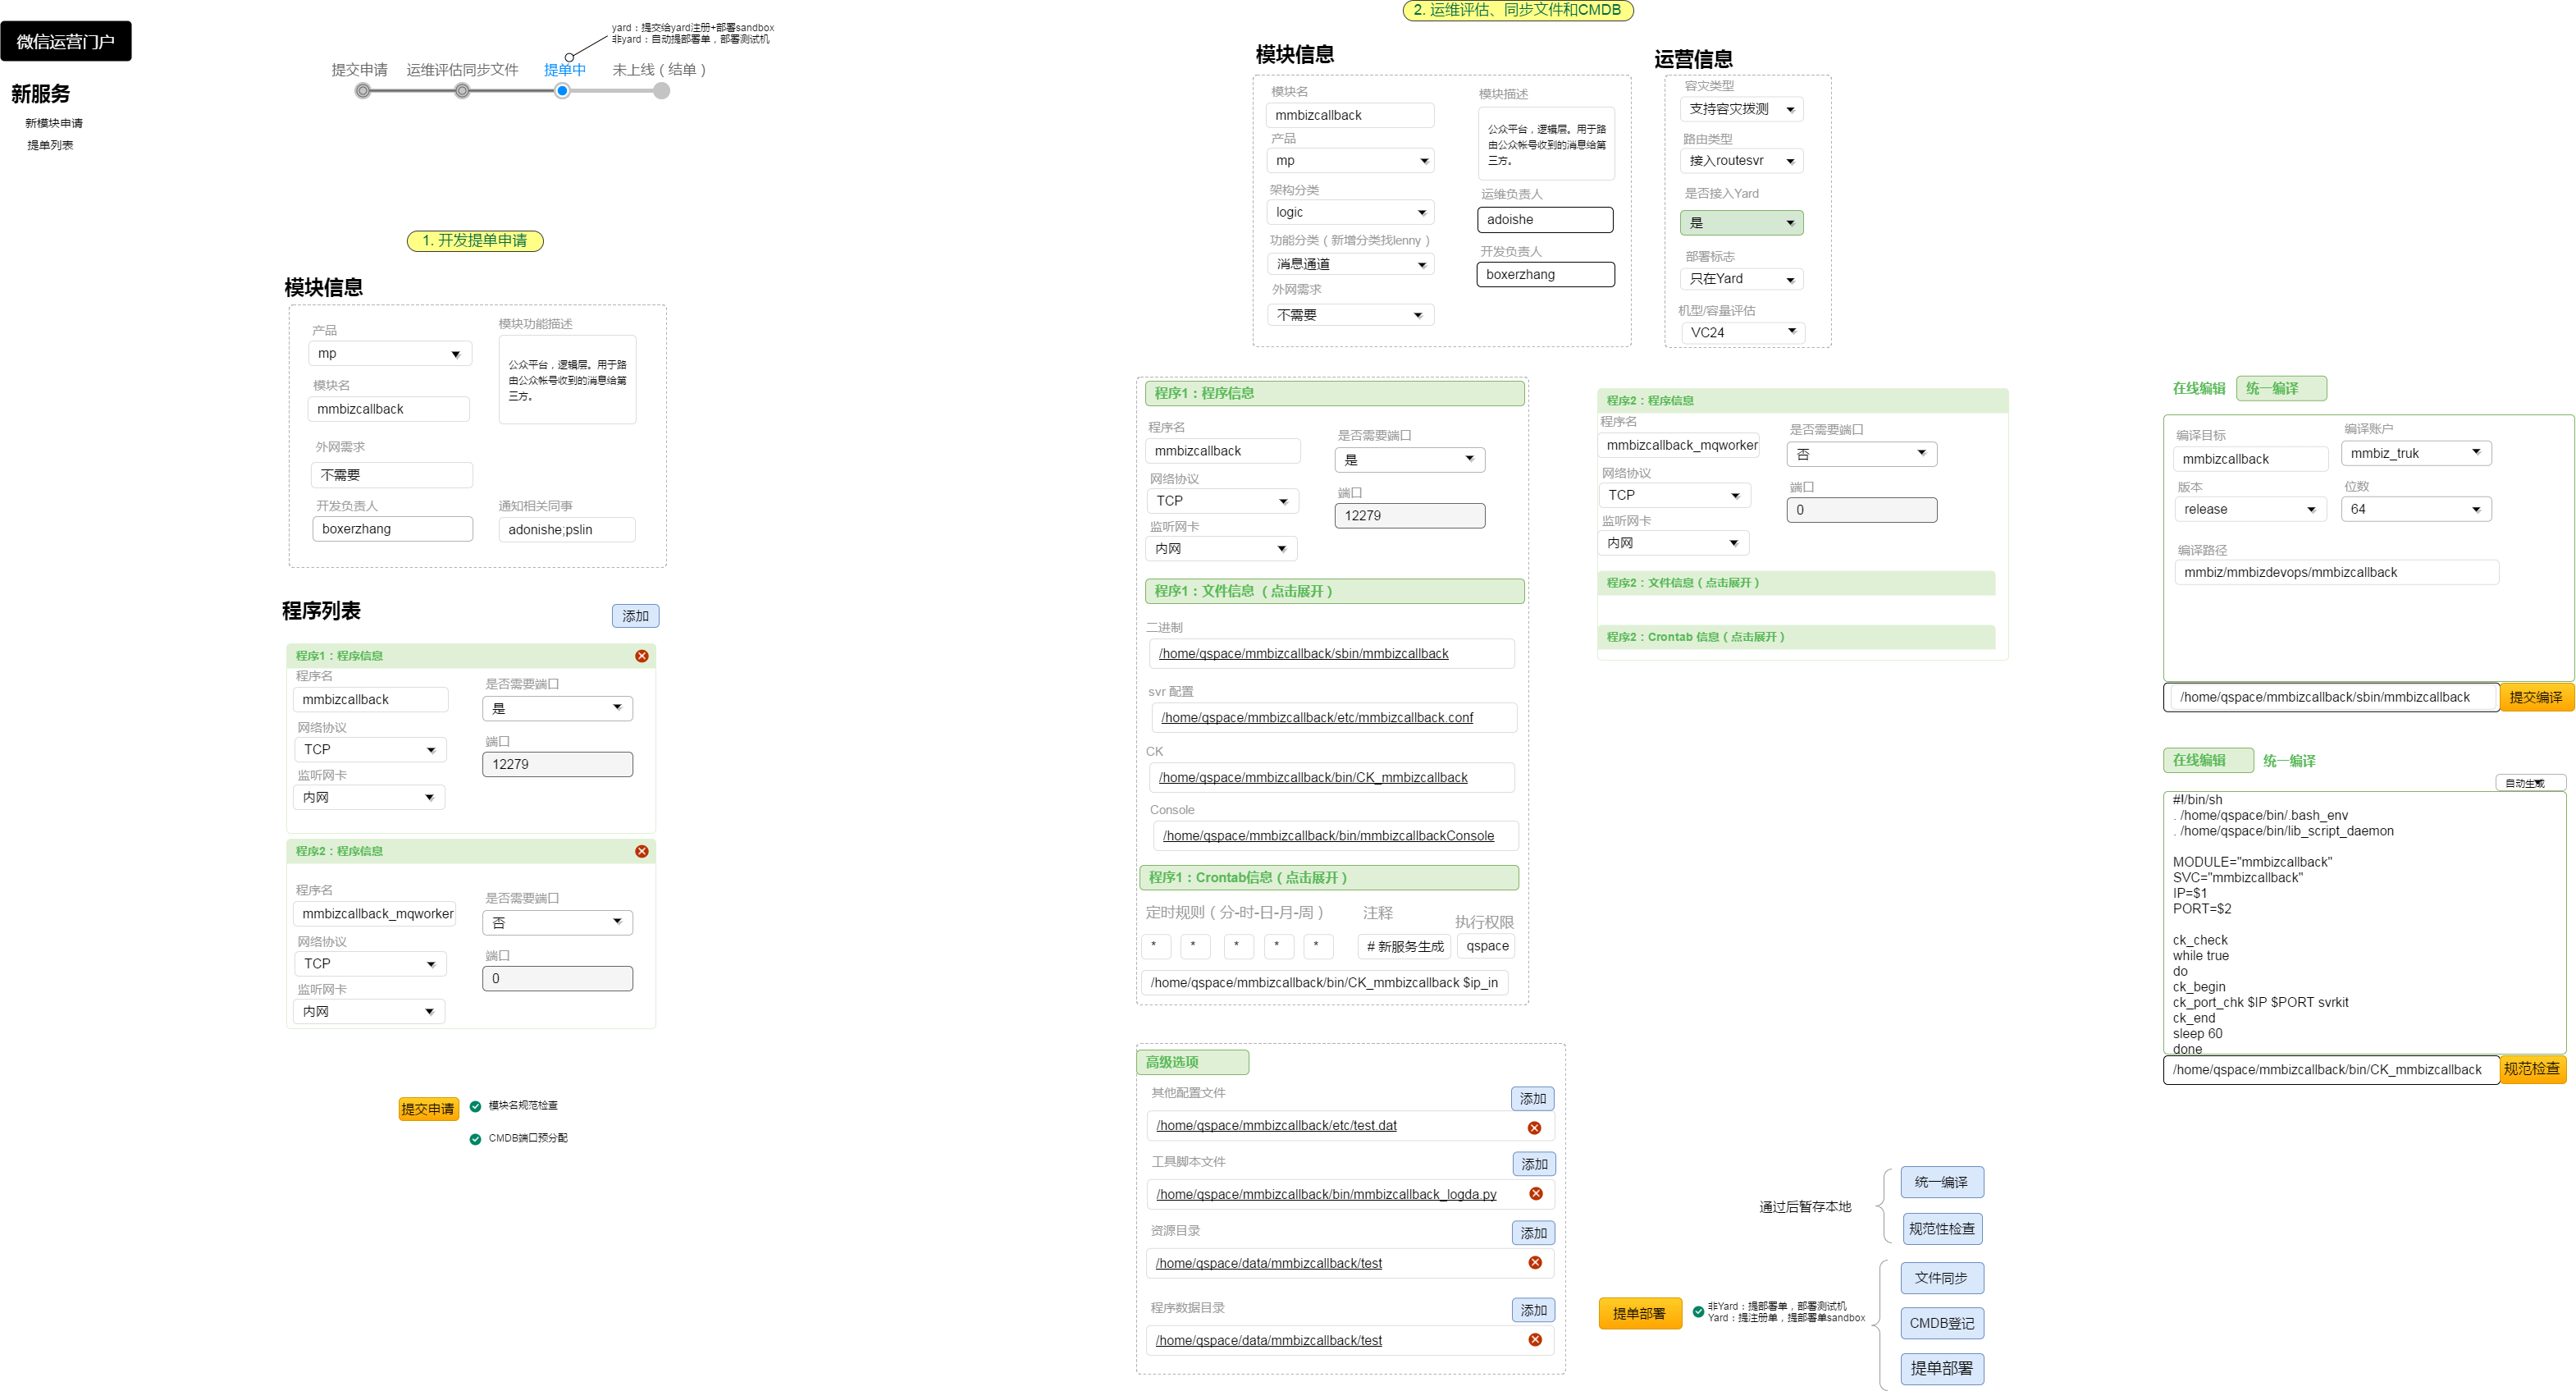 微信运营门户
新服务
新模块申请
提单列表
yard：提交给yard注册+部署sandbox
非yard：自动提部署单，部署测试机
提交申请
运维评估同步文件
提单中
未上线（结单）
1. 开发提单申请
模块信息
产品
mp
模块名
mmbizcallback
外网需求
不需要
开发负责人
boxerzhang
模块功能描述
公众平台，逻辑层。用于路
由公众帐号收到的消息给第
三方。
通知相关同事
adonishe;pslin
程序列表
添加
程序1：程序信息
程序名
mmbizcallback
是否需要端口
是
网络协议
TCP
端口
12279
监听网卡
内网
程序2：程序信息
程序名
mmbizcallback_mqworker
是否需要端口
否
网络协议
TCP
端口
0
监听网卡
内网
提交申请
模块名规范检查
CMDB端口预分配
2. 运维评估、同步文件和CMDB
模块信息
模块名
mmbizcallback
产品
mp
架构分类
logic
功能分类（新增分类找lenny）
消息通道
外网需求
不需要
模块描述
公众平台，逻辑层。用于路
由公众帐号收到的消息给第
三方。
运维负责人
adoishe
开发负责人
boxerzhang
运营信息
容灾类型
支持容灾拨测
路由类型
接入routesvr
是否接入Yard
是
部署标志
只在Yard
机型/容量评估
VC24
程序1：程序信息
程序名
mmbizcallback
是否需要端口
是
网络协议
TCP
端口
12279
监听网卡
内网
程序1：文件信息 （点击展开）
二进制
/home/qspace/mmbizcallback/sbin/mmbizcallback
svr 配置
/home/qspace/mmbizcallback/etc/mmbizcallback.conf
CK
/home/qspace/mmbizcallback/bin/CK_mmbizcallback
Console
/home/qspace/mmbizcallback/bin/mmbizcallbackConsole
程序1：Crontab信息（点击展开）
定时规则（分-时-日-月-周）
注释
执行权限
* * * * *
# 新服务生成
qspace
/home/qspace/mmbizcallback/bin/CK_mmbizcallback $ip_in
程序2：程序信息
程序名
mmbizcallback_mqworker
是否需要端口
否
网络协议
TCP
端口
0
监听网卡
内网
程序2：文件信息（点击展开）
程序2：Crontab 信息（点击展开）
高级选项
其他配置文件
添加
/home/qspace/mmbizcallback/etc/test.dat
工具脚本文件
添加
/home/qspace/mmbizcallback/bin/mmbizcallback_logda.py
资源目录
添加
/home/qspace/data/mmbizcallback/test
程序数据目录
添加
/home/qspace/data/mmbizcallback/test
提单部署
非Yard：提部署单，部署测试机
Yard：提注册单，提部署单sandbox
通过后暂存本地
统一编译
规范性检查
文件同步
CMDB登记
提单部署
在线编辑
统一编译
编译目标
mmbizcallback
编译账户
mmbiz_truk
版本
release
位数
64
编译路径
mmbiz/mmbizdevops/mmbizcallback
/home/qspace/mmbizcallback/sbin/mmbizcallback
提交编译
在线编辑
统一编译
自动生成
#!/bin/sh
. /home/qspace/bin/.bash_env
. /home/qspace/bin/lib_script_daemon
MODULE="mmbizcallback"
SVC="mmbizcallback"
IP=$1
PORT=$2
ck_check
while true
do
ck_begin
ck_port_chk $IP $PORT svrkit
ck_end
sleep 60
done
/home/qspace/mmbizcallback/bin/CK_mmbizcallback
规范检查